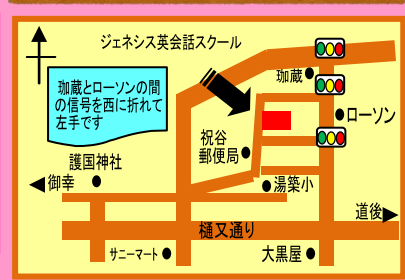 ジェネシス英会話スクール
珈蔵
珈蔵とローソンの間
の信号を西に折れて
左手です
ローソン
祝谷
郵便局
護国神社
御幸
湯築小
道後
樋又通り
サニーマート
大黒屋